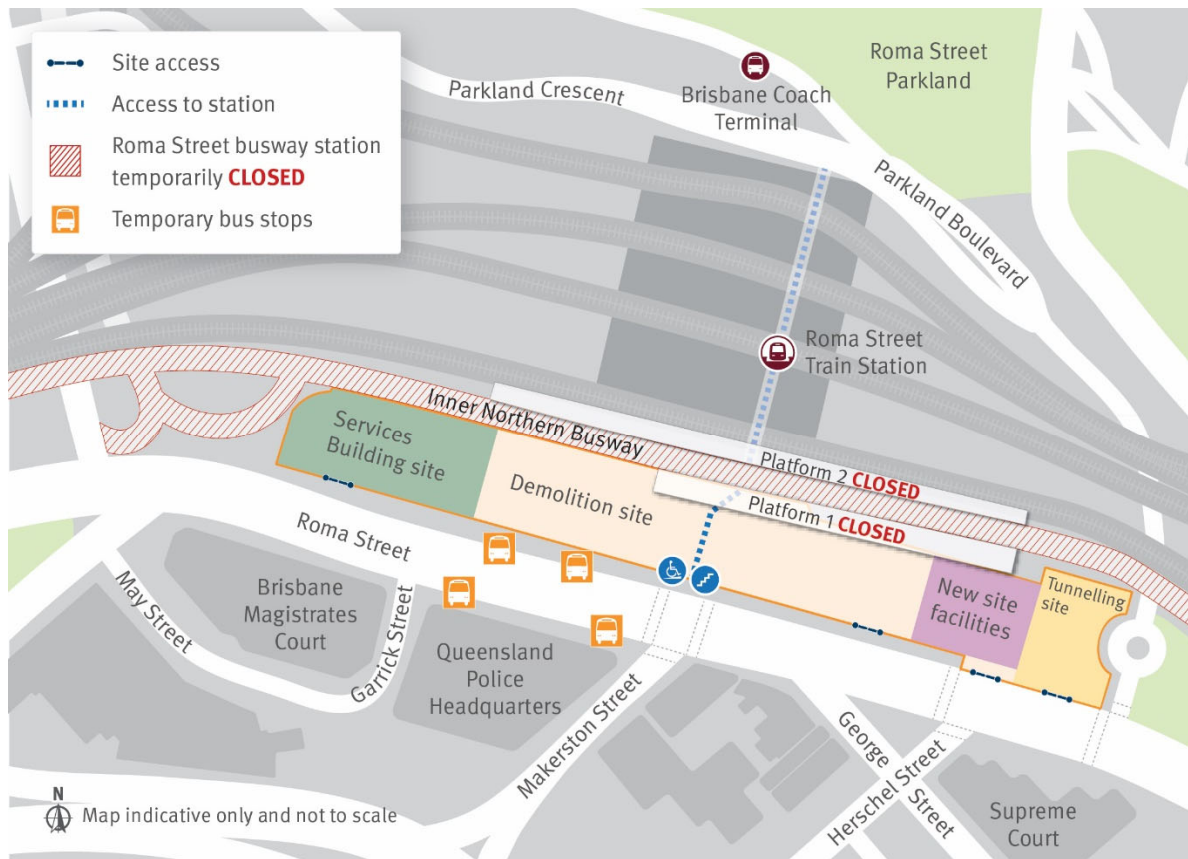 Site access
Access to station
Roma Street busway station
temporarily CLOSED
Temporary bus stops
Roma Street
Parkland
Brisbane Coach
Terminal
Parkland Crescent
Parkland Boulevard
Roma Street
Train Station
Inner Northern Busway
Platform 2 CLOSED
Platform 1 CLOSED
Services
Building site
Demolition site
New site
facilities
Tunnelling
site
Roma Street
May Street
Brisbane
Magistrates
Court
Garrick Street
Queensland
Police
Headquarters
Makerston Street
George Street
Herschel Street
Supreme
Court
N
Map indicative only and not to scale